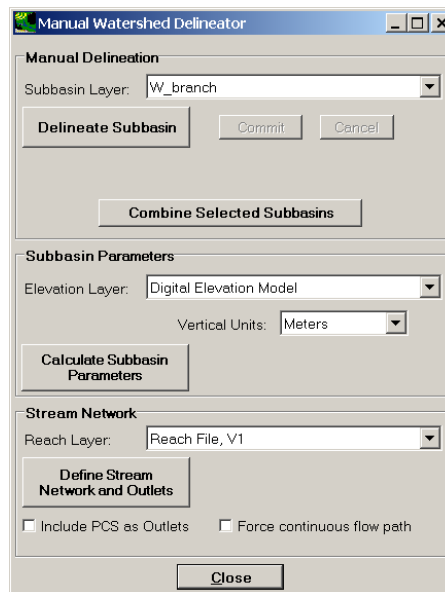 Manual Watershed Delineator
Manual Delineation
Subbasin Layer: W_branch
Delineate Subbasin Commit Cancel
Combine Selected Subbasins
Subbasin Parameters
Elevation Layer: Digital Elevation Model
Vertical Units: Meters
Calculate Subbasin
Parameters
Stream Network
Reach Layer: Reach File, V1
Define Stream
Network and Outlets
Include PCS as Outlets Force continuous flow path
Close